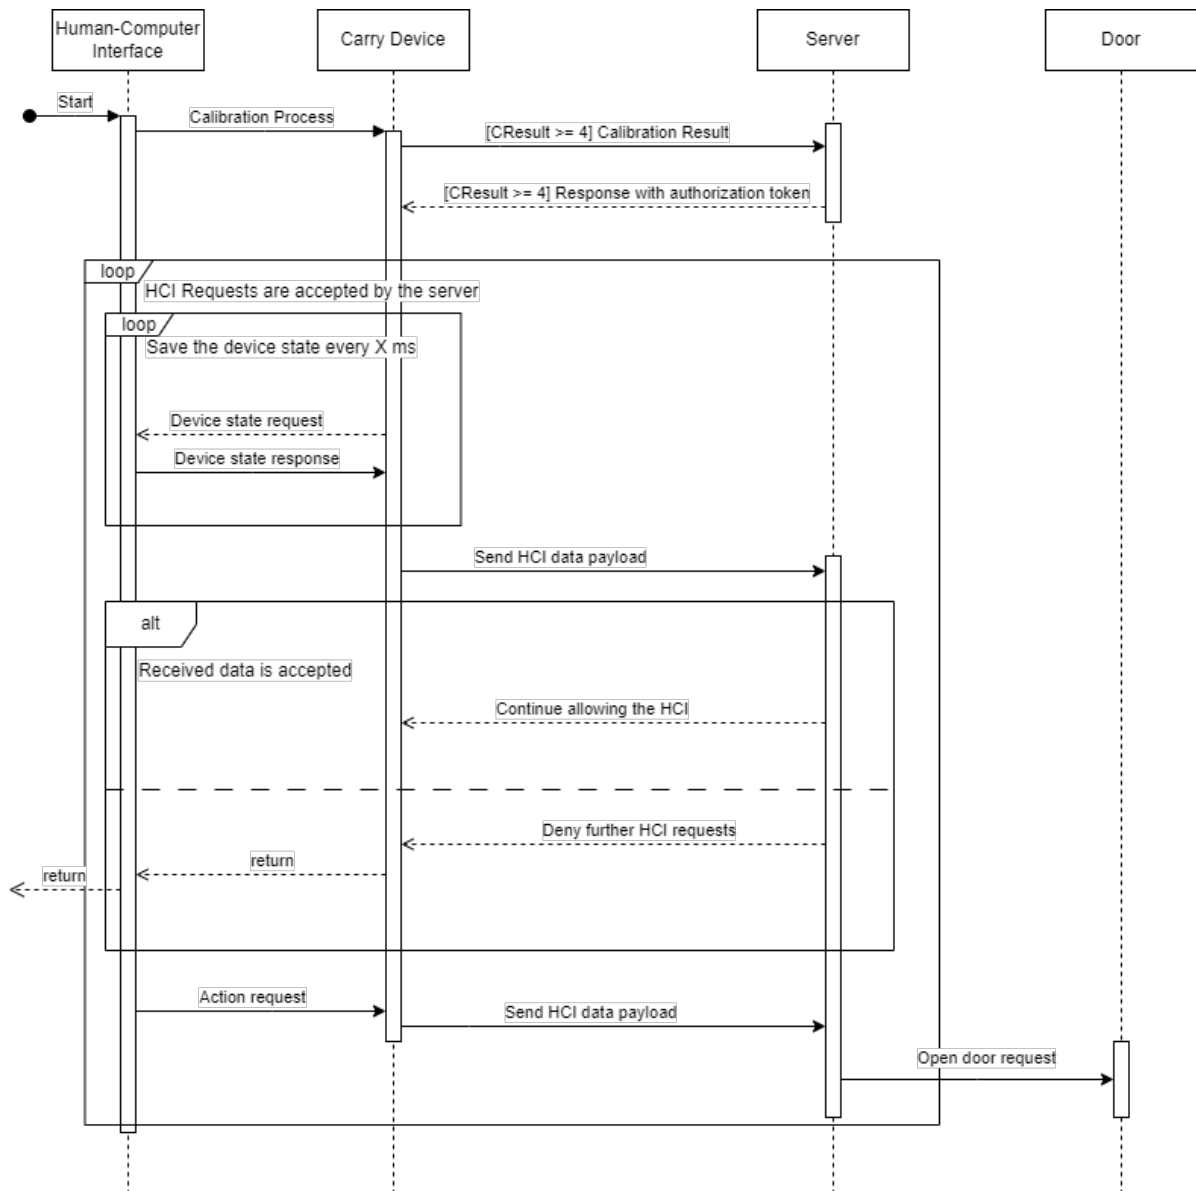 Human-Computer
Interface
Carry Device
Server
Door
Start
Calibration Process
[CResult >= 4] Calibration Result
[CResult >= 4] Response with authorization token
loop
HCI Requests are accepted by the server
loop
Save the device state every X ms
Device state request
Device state response
Send HCI data payload
alt
Received data is accepted
Continue allowing the HCI
Deny further HCI requests
return
return
Action request
Send HCI data payload
Open door request